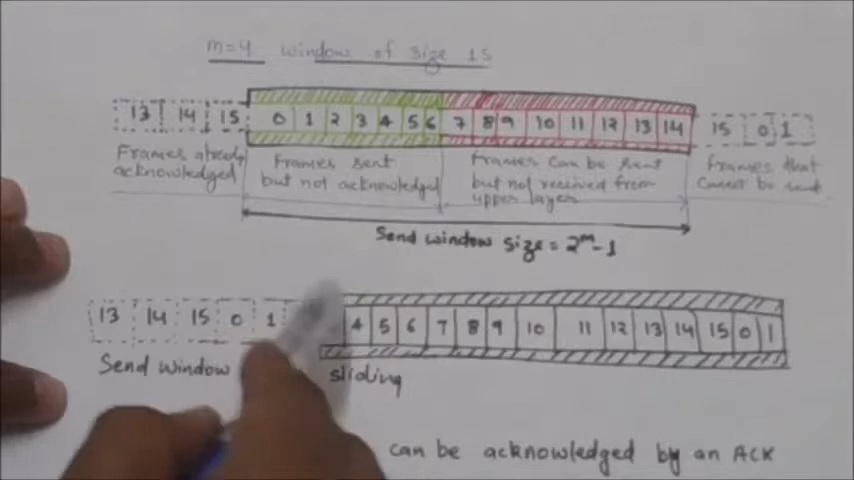 m=4 window of size 15
13 14 15 0 1 2 3 4 5 6 7 8 9 10 11 12 13 14 15 0 1
Frames already acknowledged
Frames sent but not acknowledged
Frames can be sent but not received from upper layer
frames that cannot be sent
Send window size = 2^m-1
13 14 15 0 1 4 5 6 7 8 9 10 11 12 13 14 15 0 1
Send window sliding
can be acknowledged by an ACK